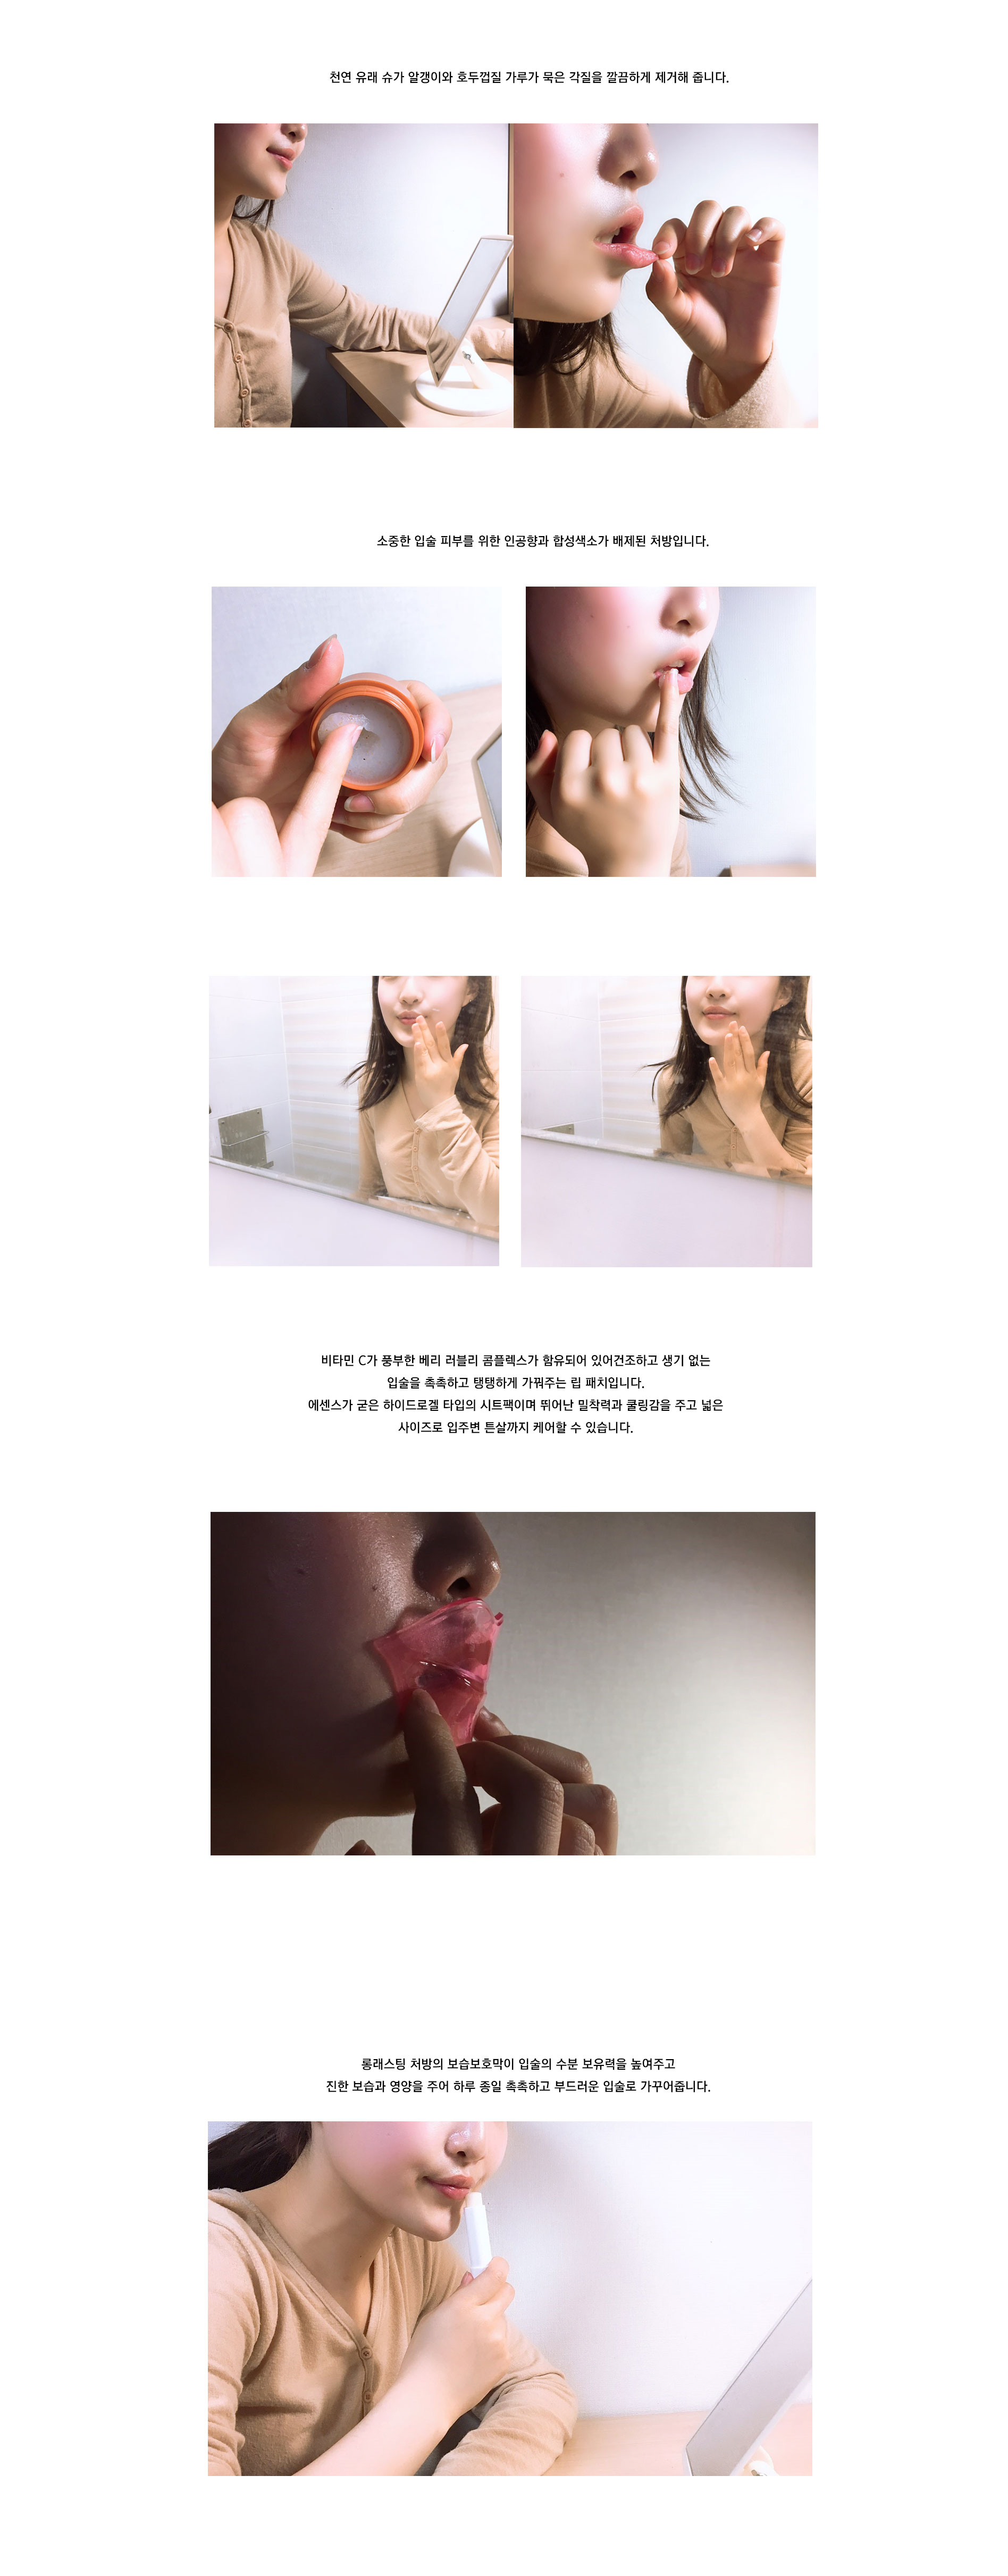 천연 유래 슈가 알갱이와 호두껍질 가루가 묵은 각질을 깔끔하게 제거해 줍니다.
소중한 입술 피부를 위한 인공향과 합성색소가 배제된 처방입니다.
비타민 C가 풍부한 베리 러블리 콤플렉스가 함유되어 있어건조하고 생기 없는
입술을 촉촉하고 탱탱하게 가꿔주는 립 패치입니다.
에센스가 굳은 하이드로겔 타입의 시트팩이며 뛰어난 밀착력과 쿨링감을 주고 넓은
사이즈로 입주변 튼살까지 케어할 수 있습니다.
롱래스팅 처방의 보습보호막이 입술의 수분 보유력을 높여주고
진한 보습과 영양을 주어 하루 종일 촉촉하고 부드러운 입술로 가꾸어줍니다.